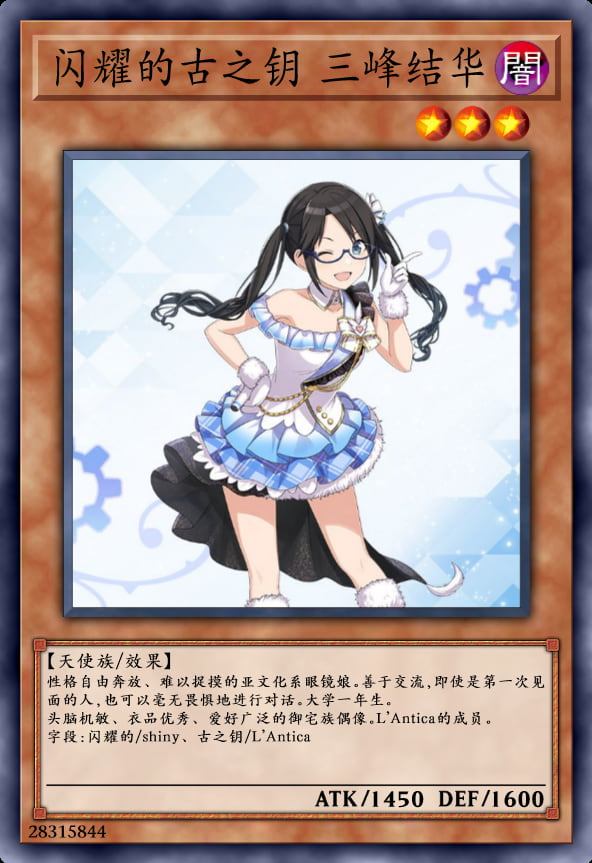 闪耀的古之钥 三峰结华
闇
【天使族/效果】
性格自由奔放、难以捉摸的亚文化系眼镜娘。善于交流,即使是第一次见
面的人,也可以毫无畏惧地进行对话。大学一年生。
头脑机敏、衣品优秀、爱好广泛的御宅族偶像。L'Antica的成员。
字段:闪耀的/shiny、古之钥/L'Antica
ATK/1450 DEF/1600
28315844